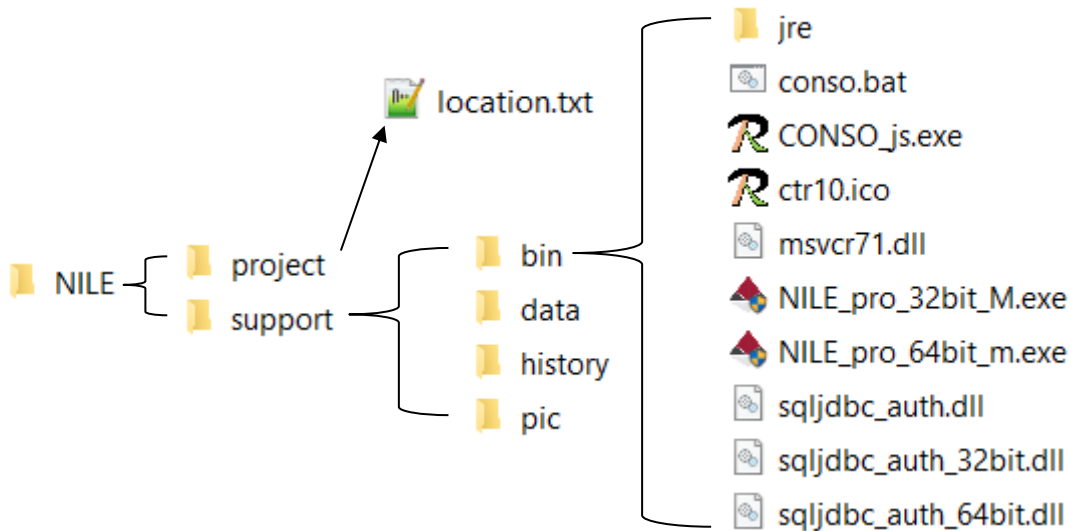 NILE
project
support
location.txt
bin
data
history
pic
jre
conso.bat
CONSO_js.exe
ctr10.ico
msvcr71.dll
NILE_pro_32bit_M.exe
NILE_pro_64bit_m.exe
sqljdbc_auth.dll
sqljdbc_auth_32bit.dll
sqljdbc_auth_64bit.dll